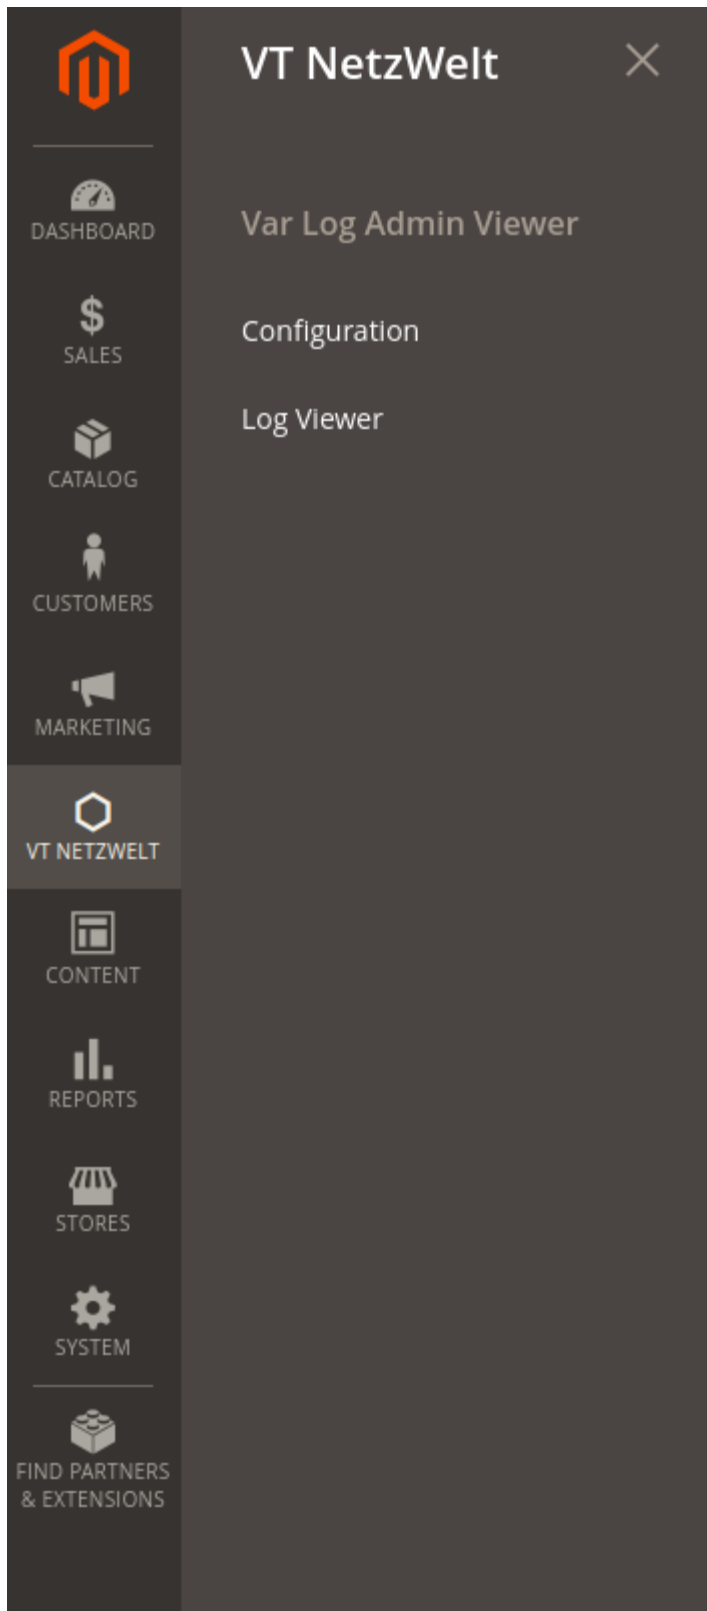 VT NetzWelt
Var Log Admin Viewer
Configuration
Log Viewer
DASHBOARD
$
SALES
CATALOG
CUSTOMERS
MARKETING
VT NETZWELT
CONTENT
REPORTS
STORES
SYSTEM
FIND PARTNERS
& EXTENSIONS